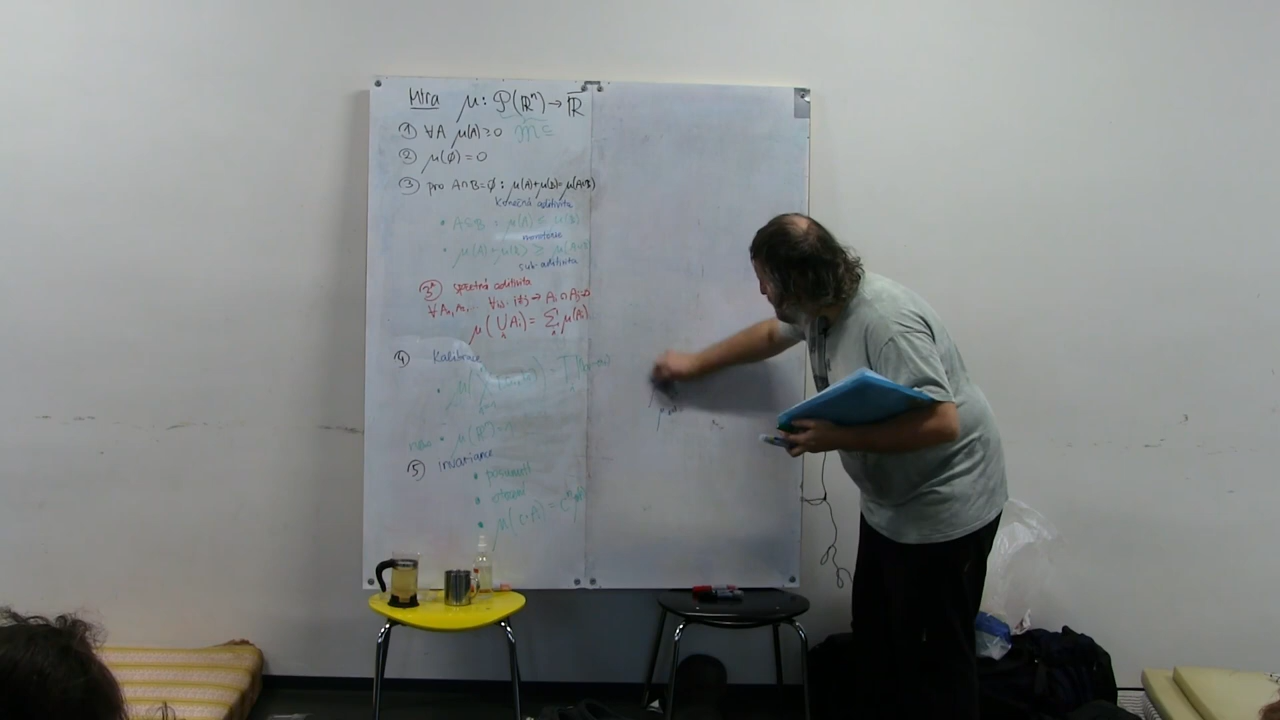 Míra μ: P(ℝⁿ) → ℝ̅
① ∀A μ(A) ≥ 0 𝔐 ⊆
② μ(∅) = 0
③ pro A∩B=∅ : μ(A)+μ(B)=μ(A∪B)
Konečná aditivita
• A⊆B : μ(A) ≤ μ(B)
monotonie
• μ(A)+μ(B) ≥ μ(A∪B)
sub-aditivita
③* spočetná aditivita
∀A₁, A₂, ... ∀i,j: i≠j → Aᵢ ∩ Aⱼ=∅
μ(⋃Aᵢ) = ∑ μ(Aᵢ)
④ Kalibrace
⑤ Invariance
• posunutí
• otočení
• μ(c·A) = cⁿ